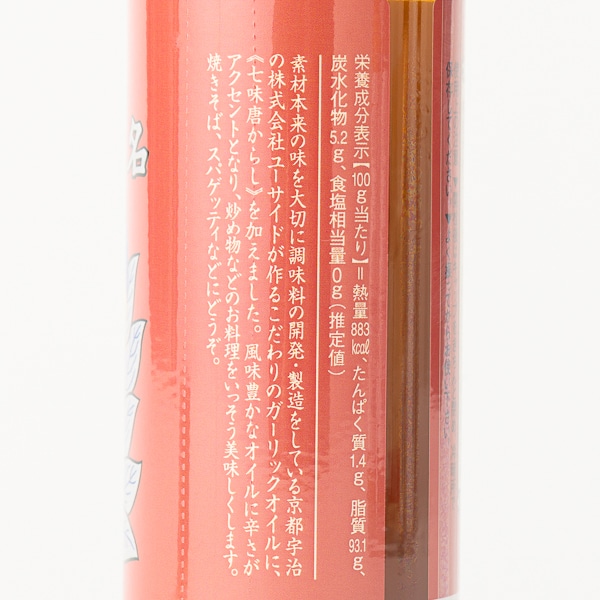 栄養成分表示【100g当たり】＝熱量883kcal、たんぱく質1.4g、脂質93.1g、
炭水化物5.2g、食塩相当量0g（推定値）
素材本来の味を大切に調味料の開発・製造をしている京都宇治
の株式会社ユーサイドが作るこだわりのガーリックオイルに、
《七味唐からし》を加えました。風味豊かなオイルに辛さが
アクセントとなり、炒め物などのお料理をいっそう美味しくします。
焼きそば、スパゲッティなどにどうぞ。
名